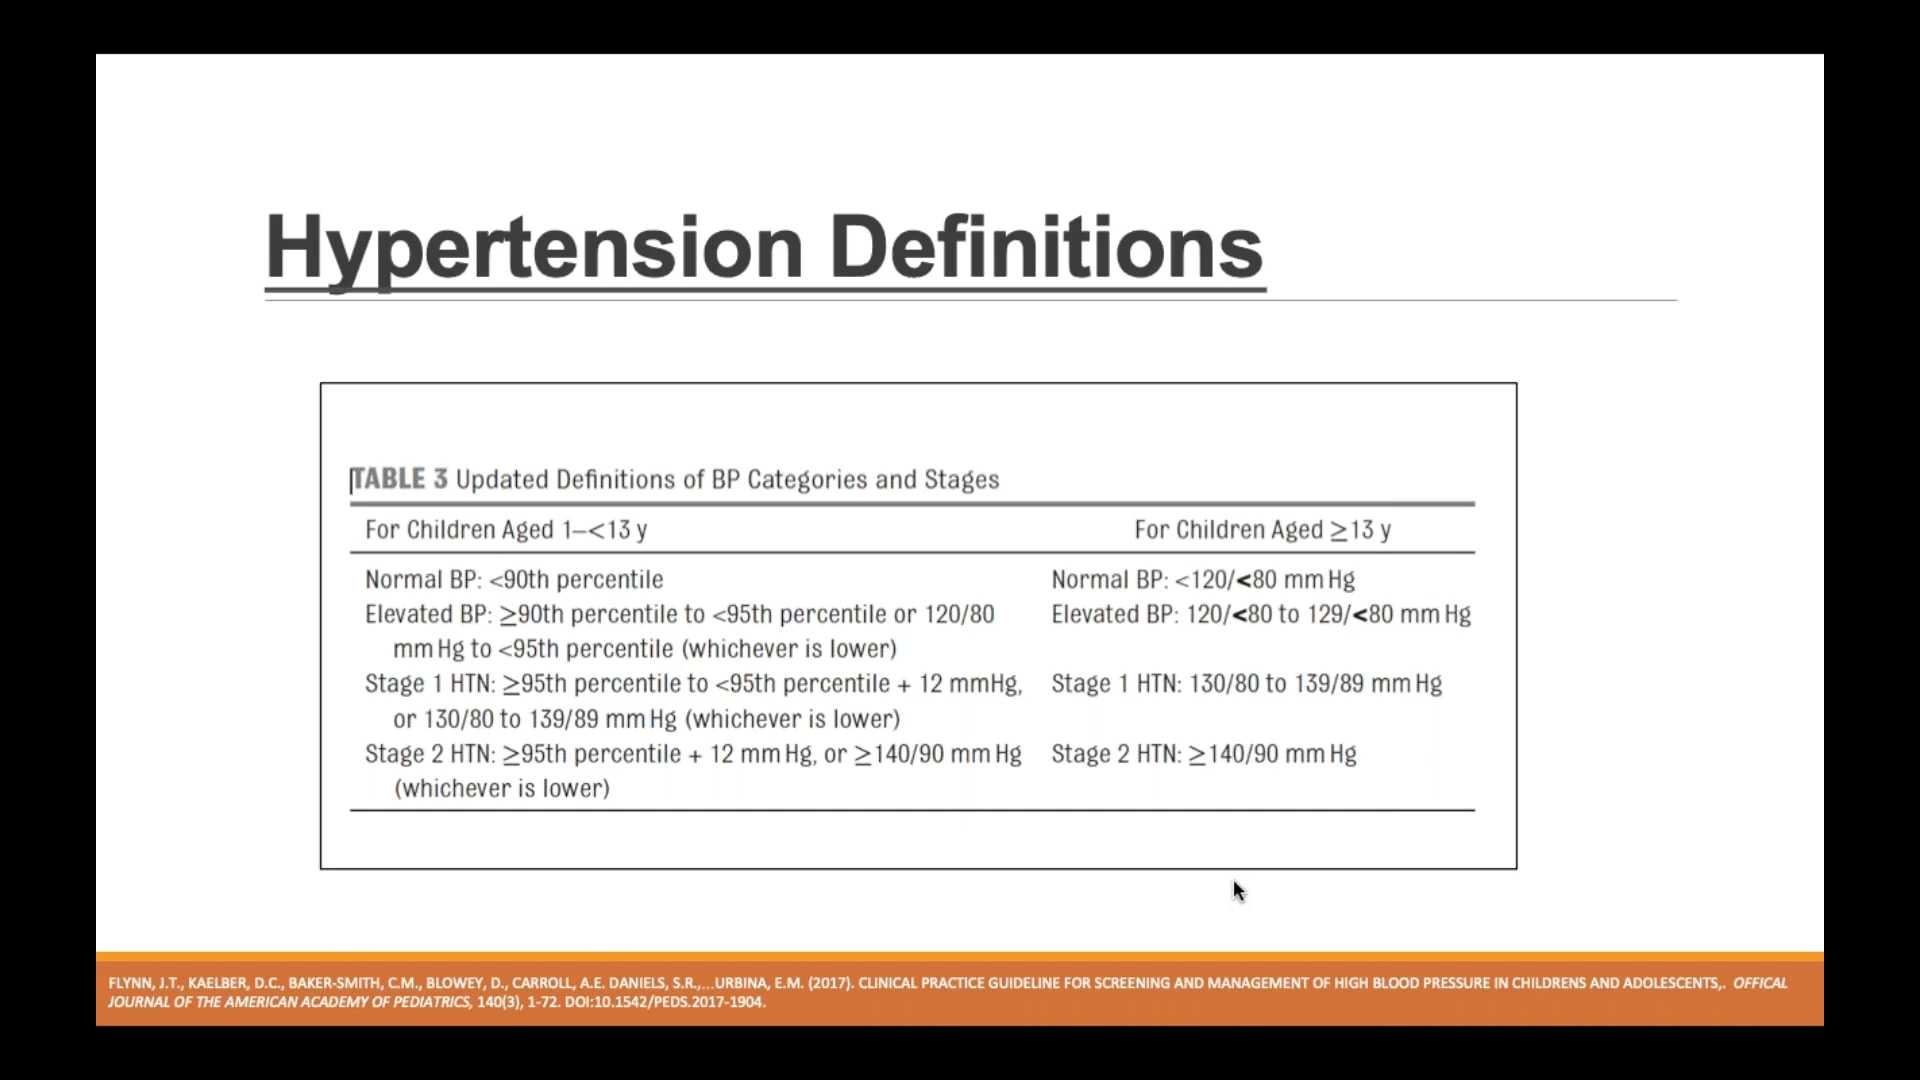 Hypertension Definitions
TABLE 3 Updated Definitions of BP Categories and Stages
For Children Aged 1–<13 y
For Children Aged ≥13 y
Normal BP: <90th percentile
Normal BP: <120/<80 mm Hg
Elevated BP: ≥90th percentile to <95th percentile or 120/80
Elevated BP: 120/<80 to 129/<80 mm Hg
mm Hg to <95th percentile (whichever is lower)
Stage 1 HTN: ≥95th percentile to <95th percentile + 12 mmHg,
Stage 1 HTN: 130/80 to 139/89 mm Hg
or 130/80 to 139/89 mm Hg (whichever is lower)
Stage 2 HTN: ≥95th percentile + 12 mm Hg, or ≥140/90 mm Hg
Stage 2 HTN: ≥140/90 mm Hg
(whichever is lower)
FLYNN, J.T., KAELBER, D.C., BAKER-SMITH, C.M., BLOWEY, D., CARROLL, A.E. DANIELS, S.R.,...URBINA, E.M. (2017). CLINICAL PRACTICE GUIDELINE FOR SCREENING AND MANAGEMENT OF HIGH BLOOD PRESSURE IN CHILDRENS AND ADOLESCENTS,. OFFICAL
JOURNAL OF THE AMERICAN ACADEMY OF PEDIATRICS, 140(3), 1-72. DOI:10.1542/PEDS.2017-1904.